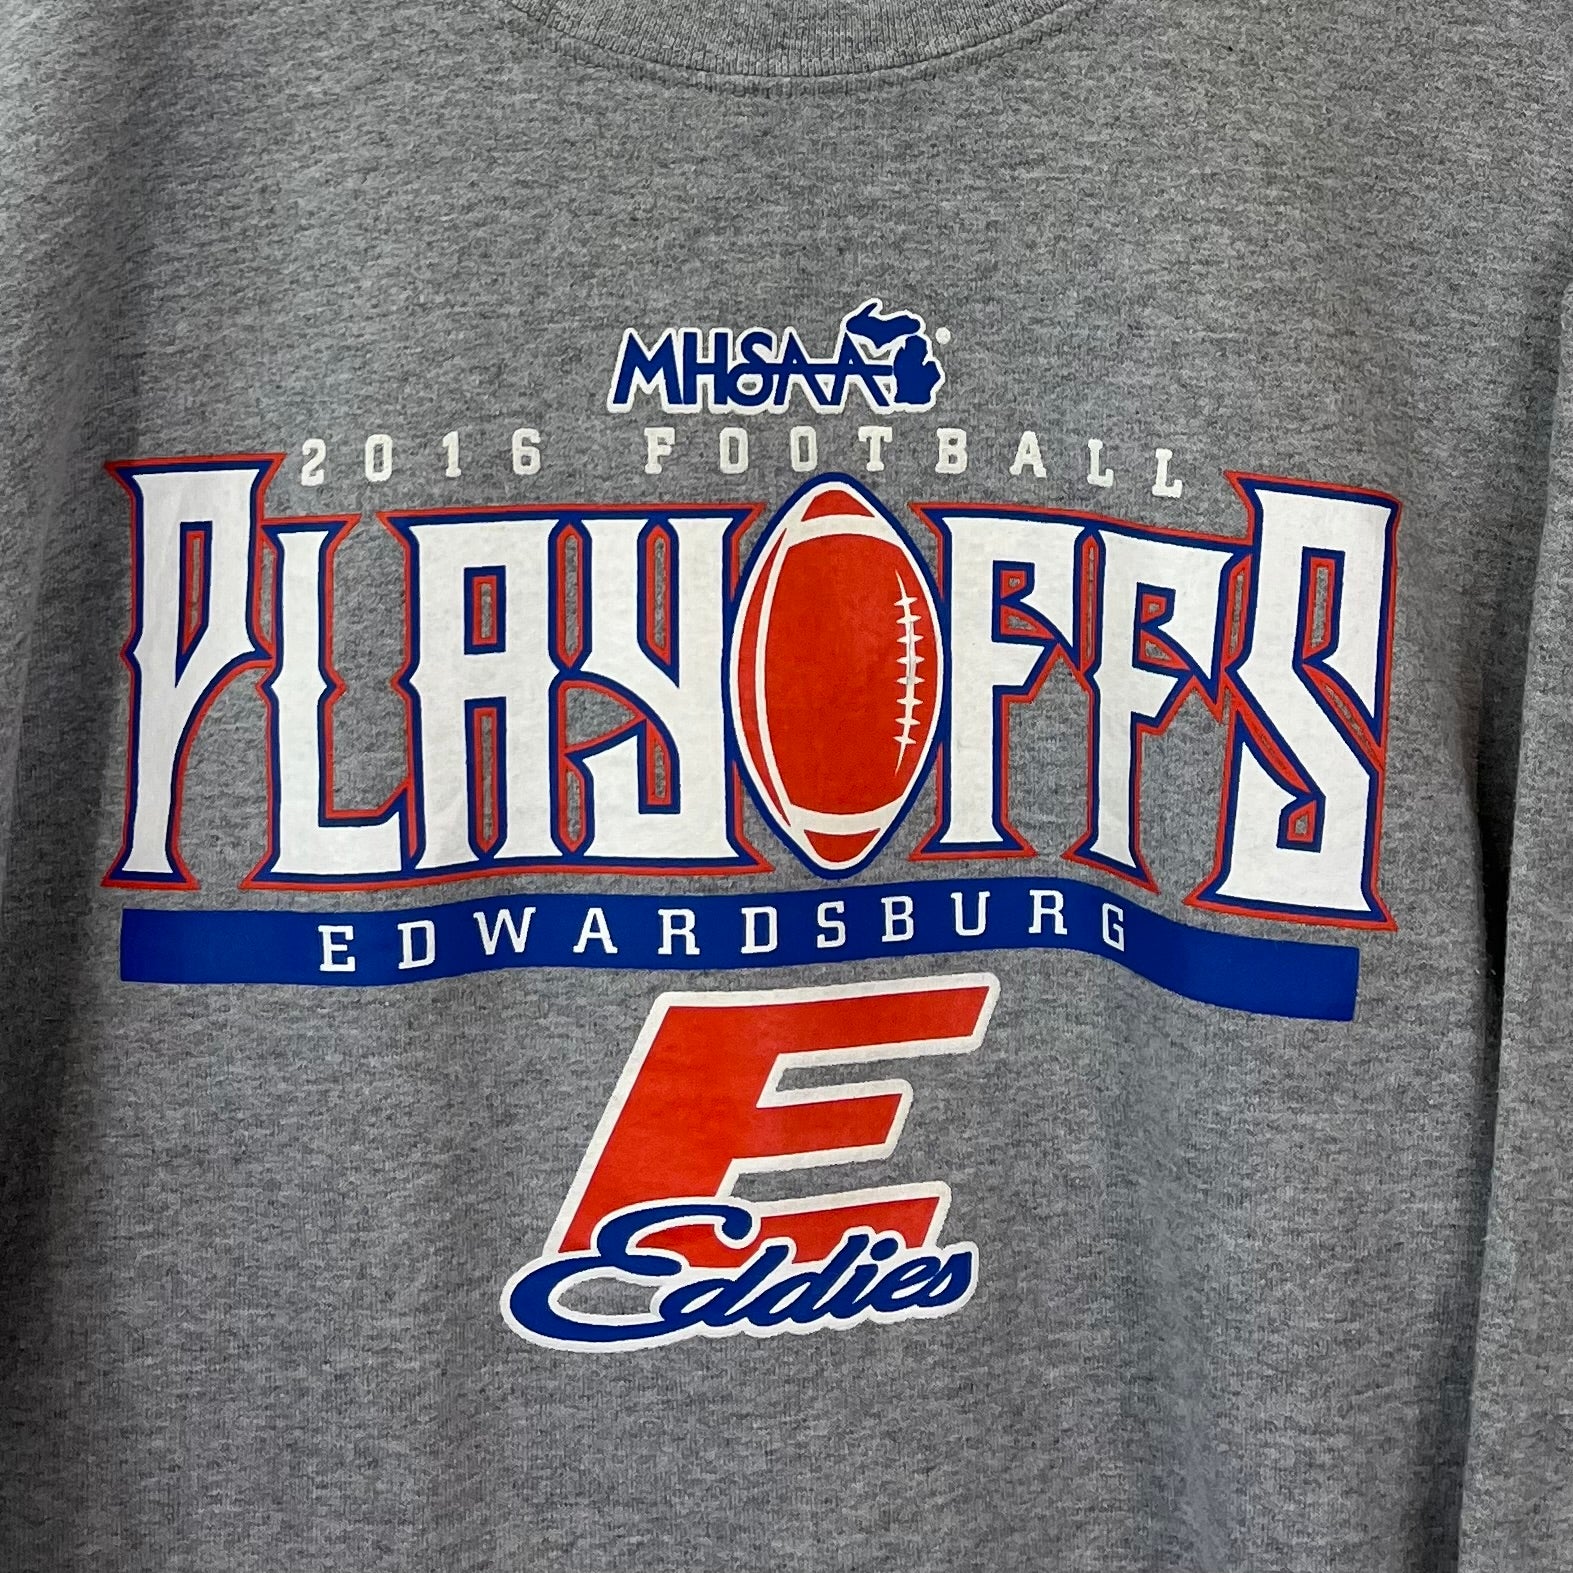 MHSAA®
2016 FOOTBALL
PLAYOFFS
EDWARDSBURG
E
Eddies